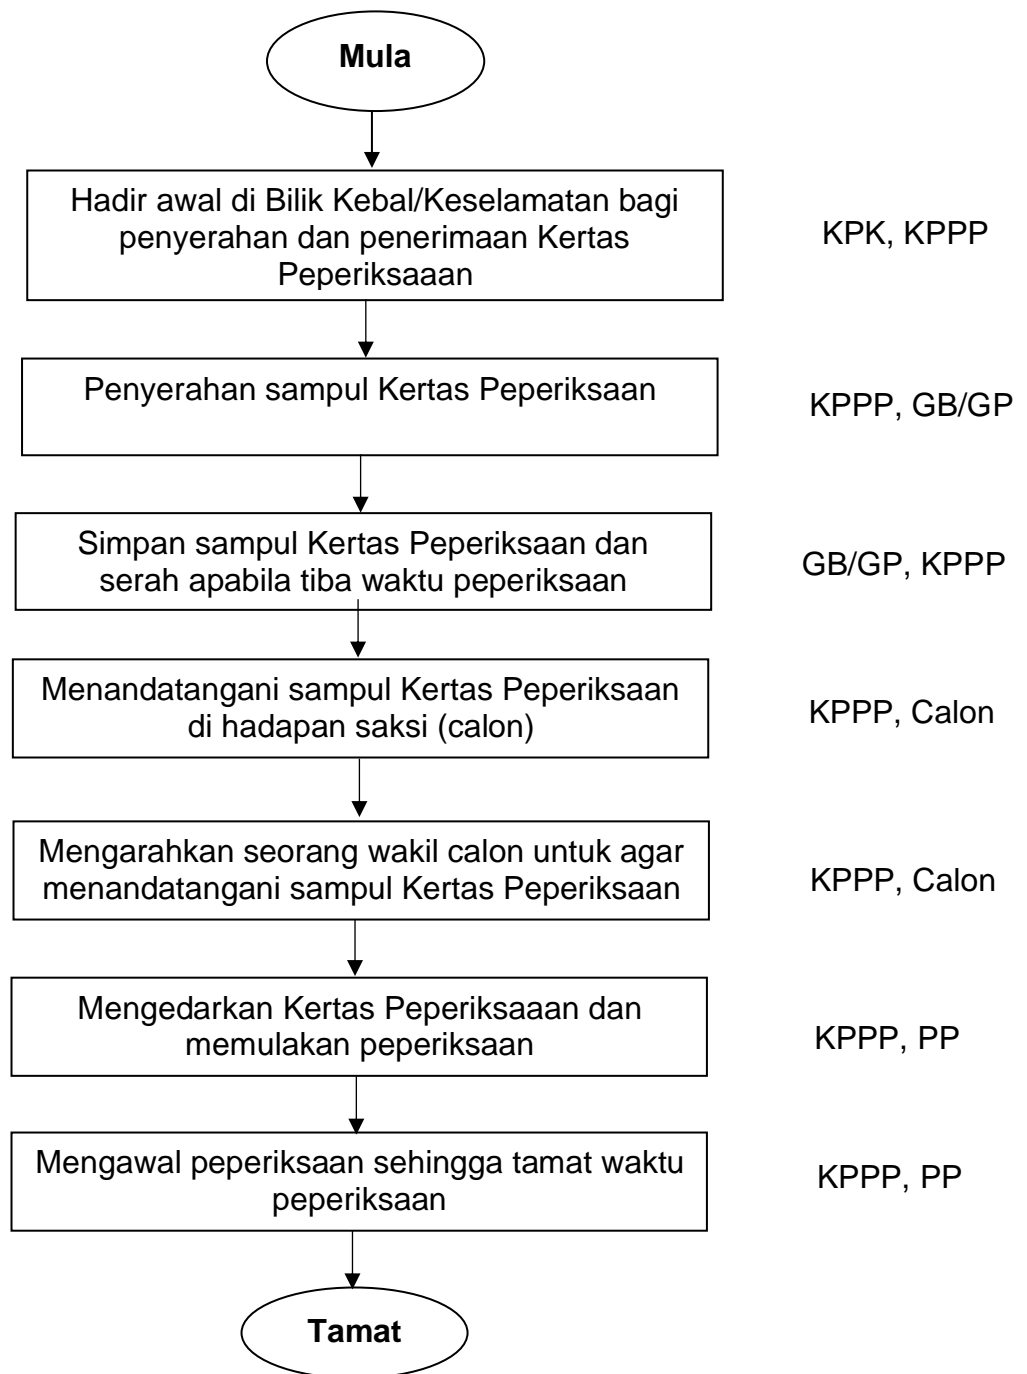 Mula
Hadir awal di Bilik Kebal/Keselamatan bagi
penyerahan dan penerimaan Kertas
Peperiksaaan
KPK, KPPP
Penyerahan sampul Kertas Peperiksaan
KPPP, GB/GP
Simpan sampul Kertas Peperiksaan dan
serah apabila tiba waktu peperiksaan
GB/GP, KPPP
Menandatangani sampul Kertas Peperiksaan
di hadapan saksi (calon)
KPPP, Calon
Mengarahkan seorang wakil calon untuk agar
menandatangani sampul Kertas Peperiksaan
KPPP, Calon
Mengedarkan Kertas Peperiksaaan dan
memulakan peperiksaan
KPPP, PP
Mengawal peperiksaan sehingga tamat waktu
peperiksaan
KPPP, PP
Tamat